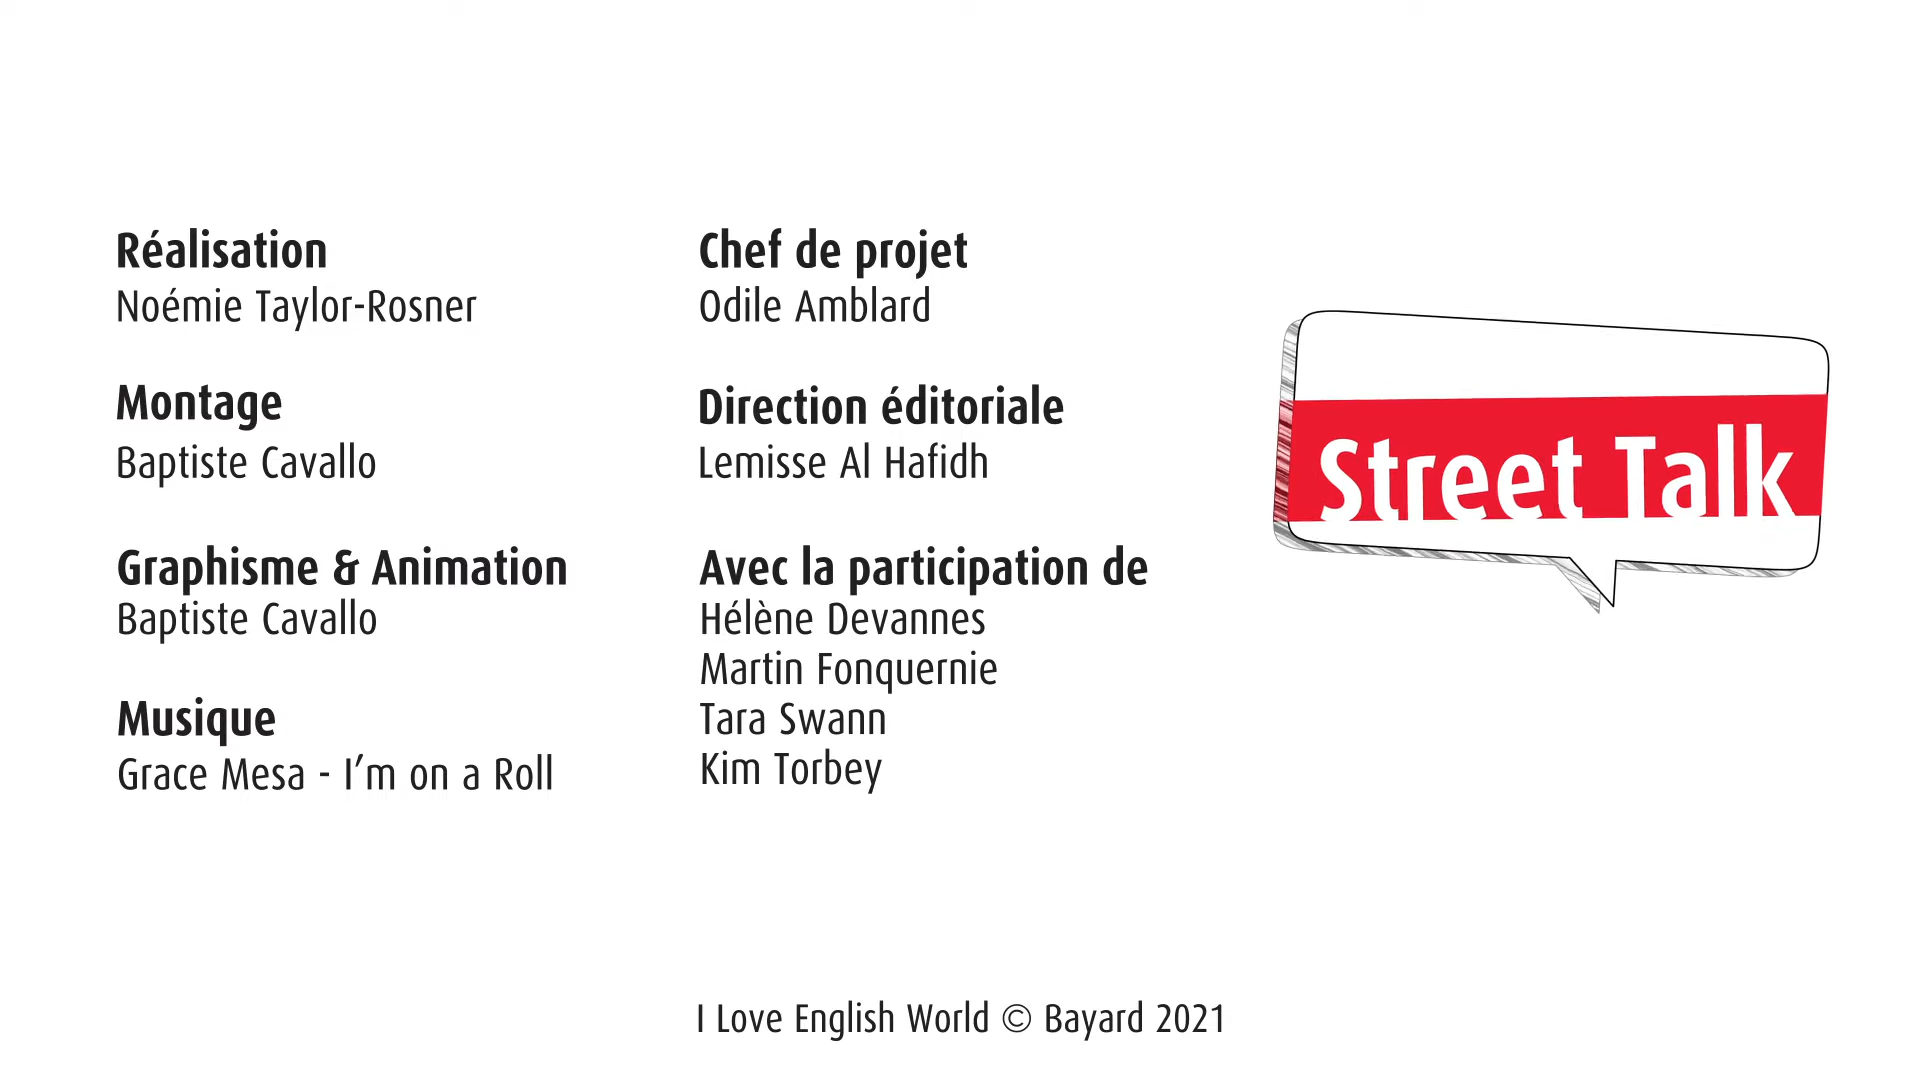 Réalisation
Noémie Taylor-Rosner
Montage
Baptiste Cavallo
Graphisme & Animation
Baptiste Cavallo
Musique
Grace Mesa - I'm on a Roll
Chef de projet
Odile Amblard
Direction éditoriale
Lemisse Al Hafidh
Avec la participation de
Hélène Devannes
Martin Fonquernie
Tara Swann
Kim Torbey
Street Talk
I Love English World © Bayard 2021